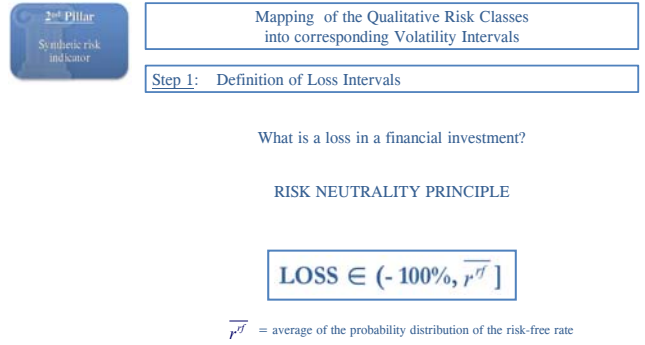 2nd Pillar
Synthetic risk
indicator
Mapping of the Qualitative Risk Classes
into corresponding Volatility Intervals
Step 1: Definition of Loss Intervals
What is a loss in a financial investment?
RISK NEUTRALITY PRINCIPLE
LOSS ∈ (- 100%, r̅ʳᶠ ]
r̅ʳᶠ = average of the probability distribution of the risk-free rate